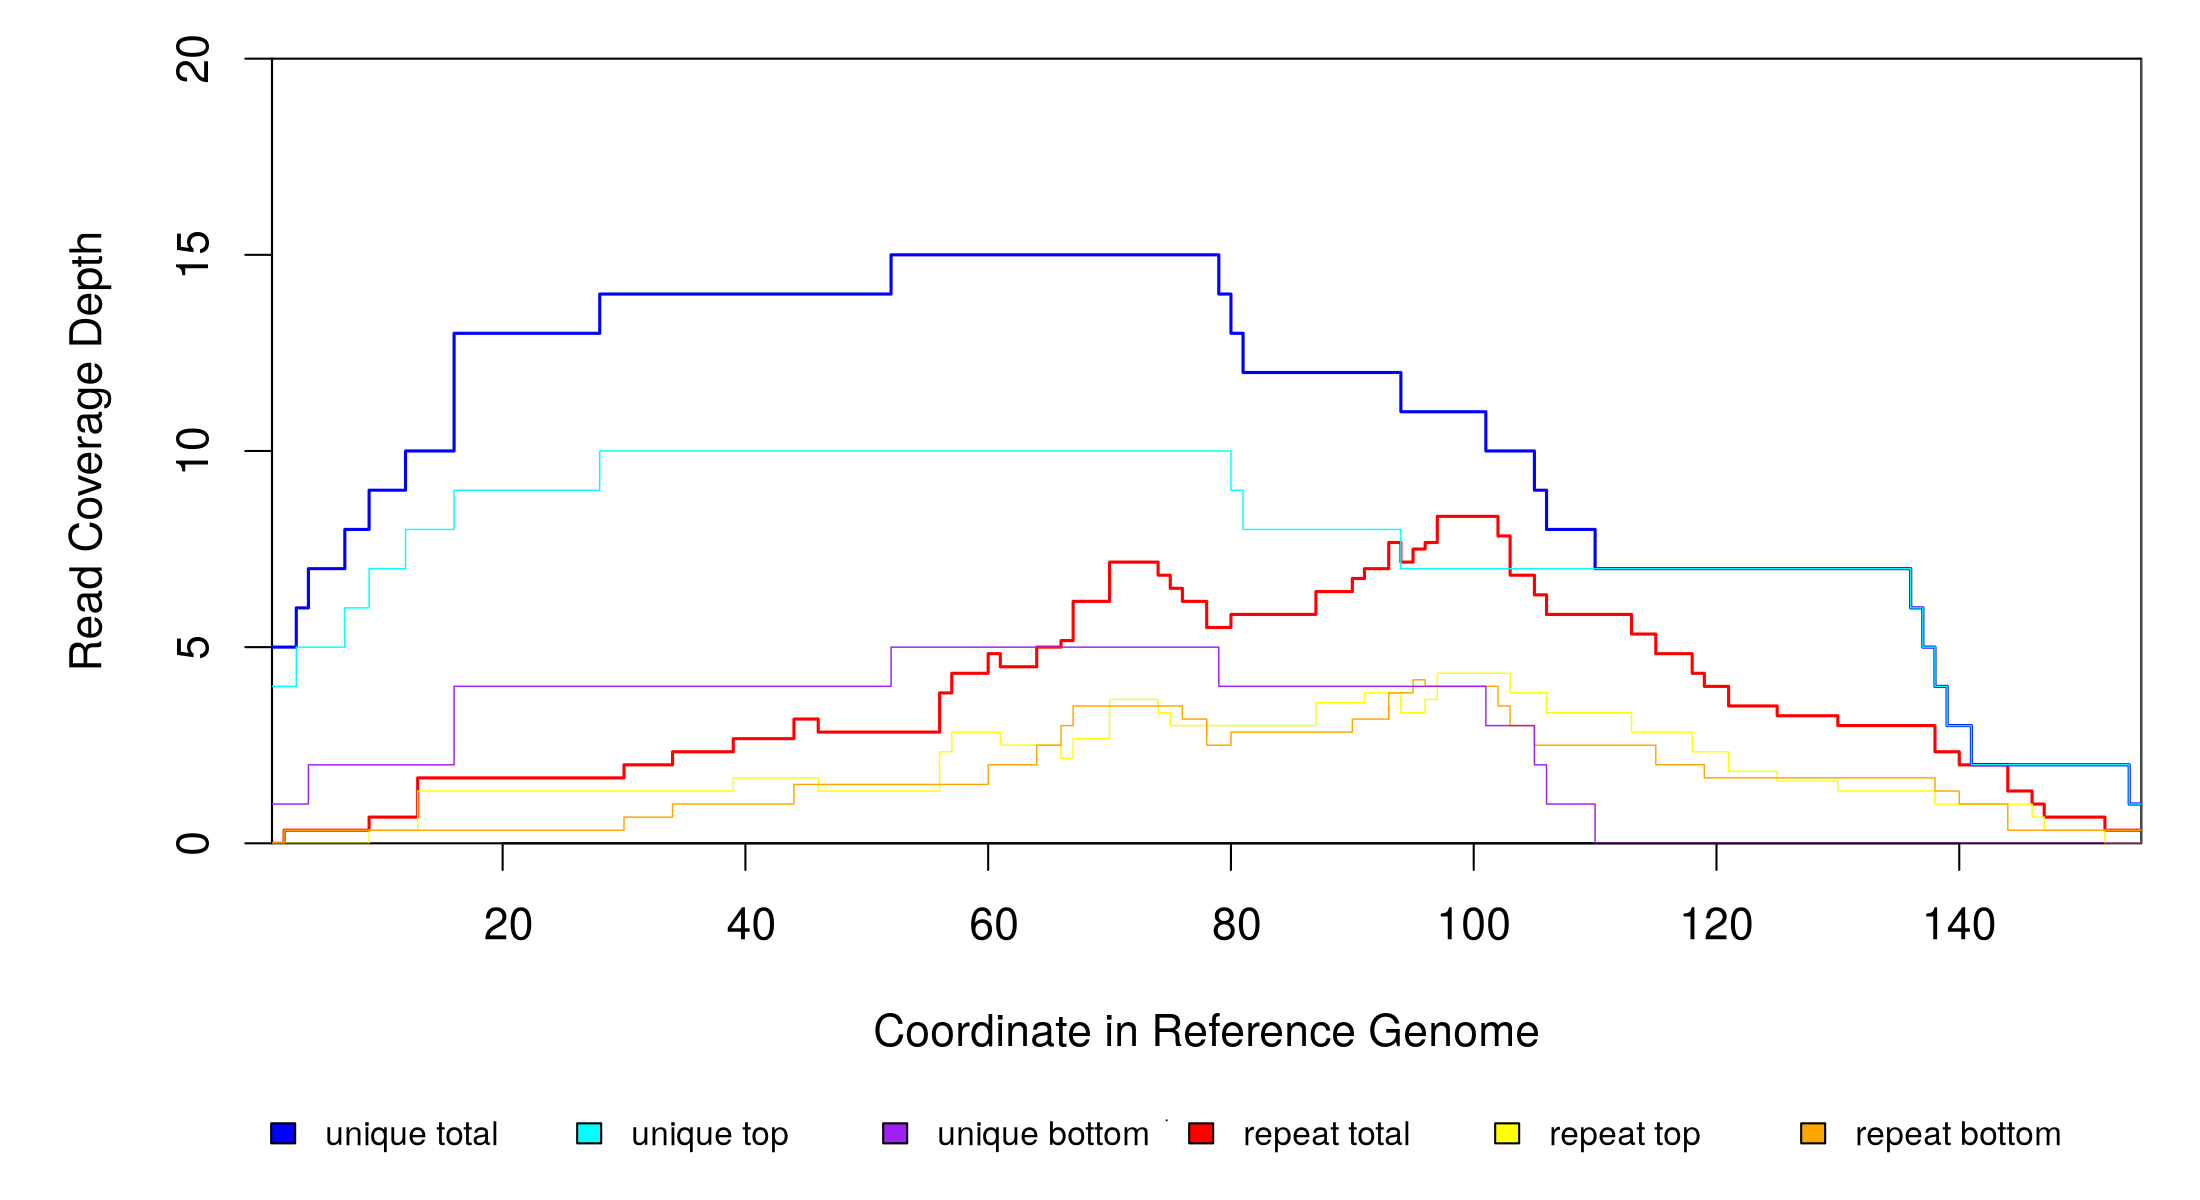 20
15
10
5
0
Read Coverage Depth
20 40 60 80 100 120 140
Coordinate in Reference Genome
unique total unique top unique bottom repeat total repeat top repeat bottom